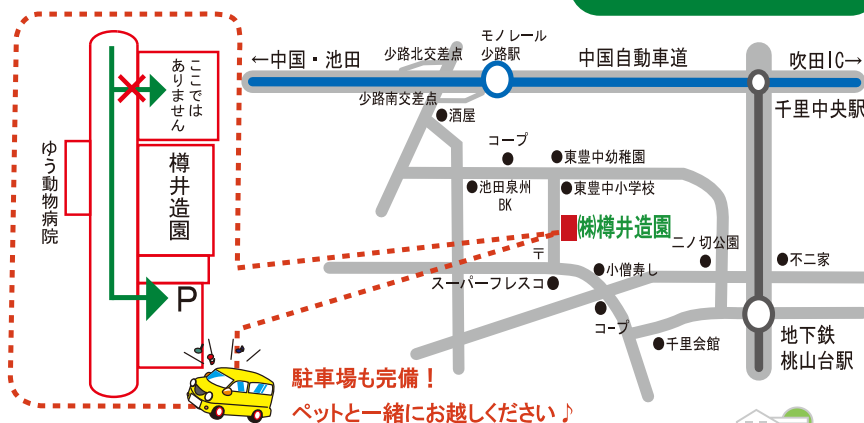 ←中国・池田
少路北交差点
モノレール
少路駅
中国自動車道
吹田IC→
千里中央駅
少路南交差点
酒屋
コープ
東豊中幼稚園
池田泉州
BK
東豊中小学校
㈱樽井造園
二ノ切公園
〒
小僧寿し
不二家
スーパーフレスコ
コープ
千里会館
地下鉄
桃山台駅
ここでは
ありません
ゆう動物病院
樽井造園
P
駐車場も完備！
ペットと一緒にお越しください♪